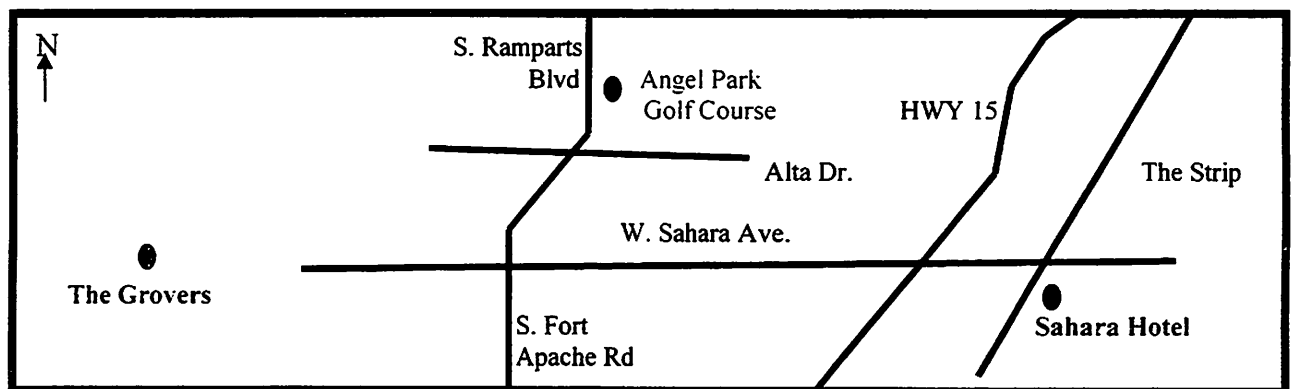 N
S. Ramparts
Blvd
Angel Park
Golf Course
HWY 15
Alta Dr.
The Strip
W. Sahara Ave.
The Grovers
Sahara Hotel
S. Fort
Apache Rd